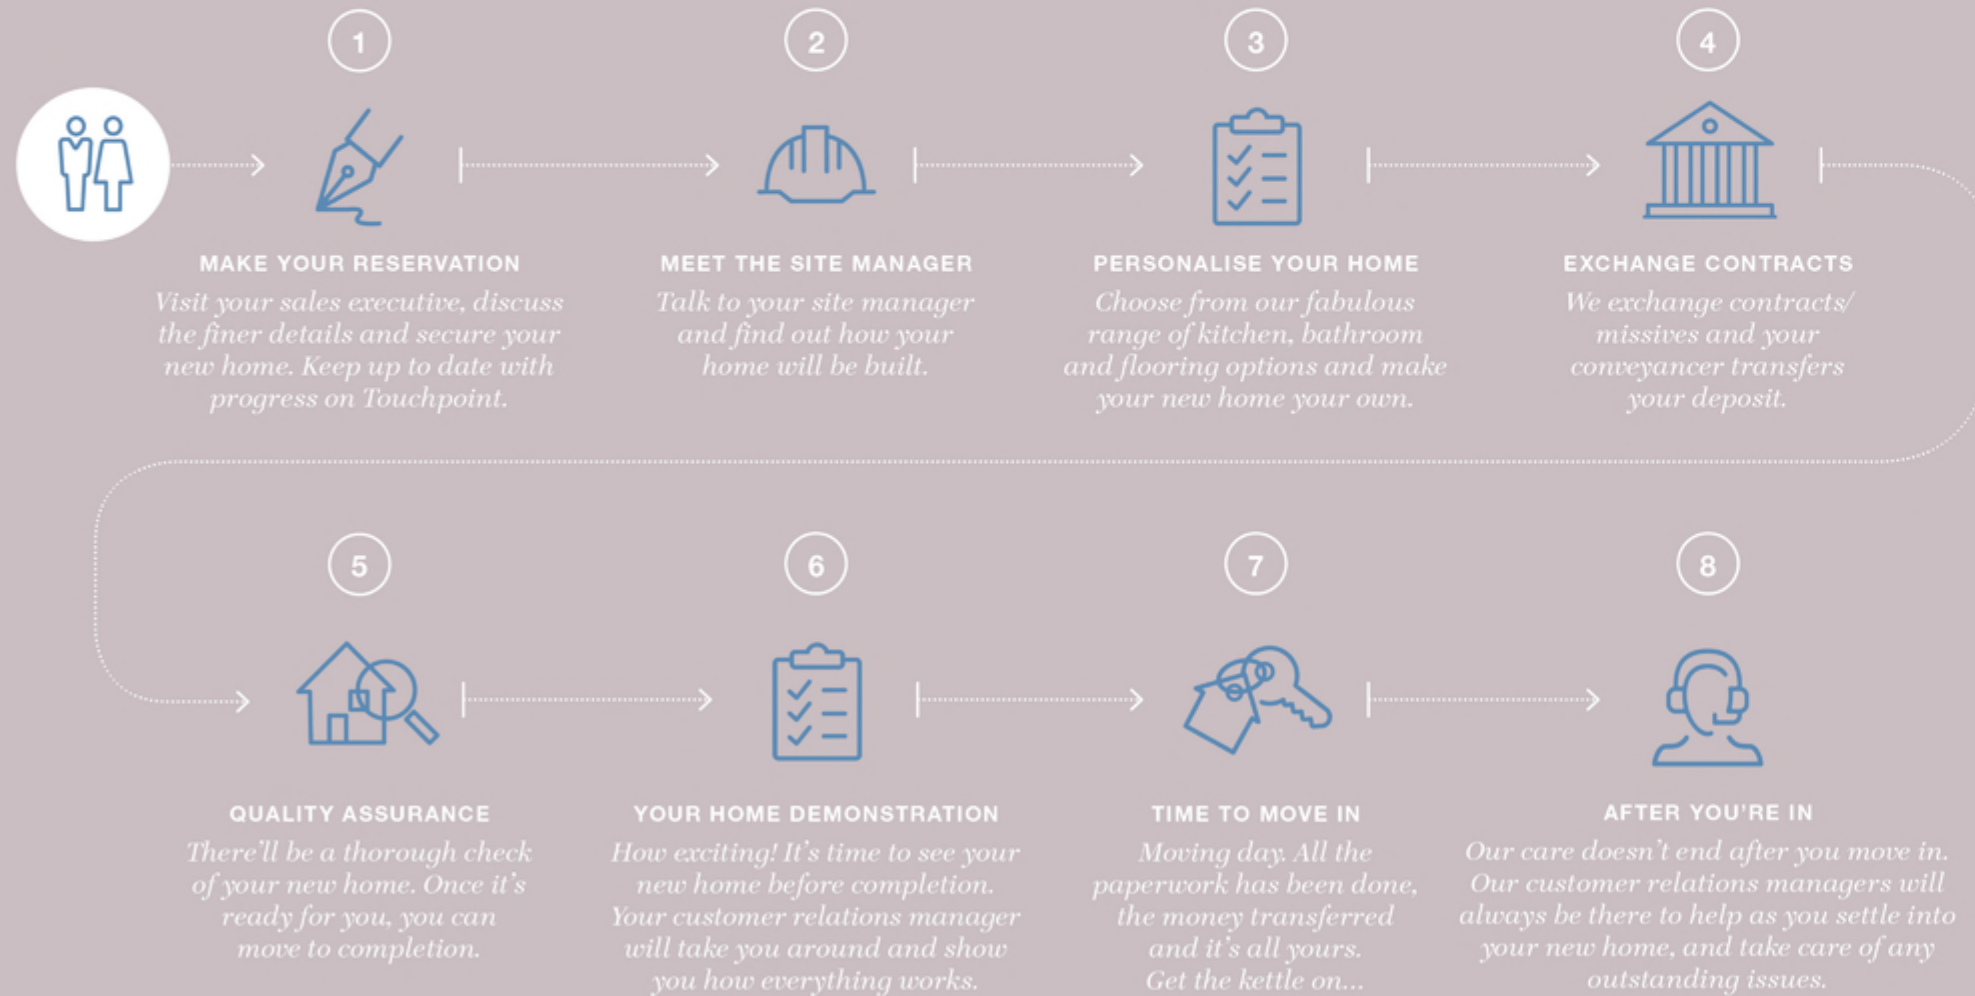 1
MAKE YOUR RESERVATION
Visit your sales executive, discuss
the finer details and secure your
new home. Keep up to date with
progress on Touchpoint.
2
MEET THE SITE MANAGER
Talk to your site manager
and find out how your
home will be built.
3
PERSONALISE YOUR HOME
Choose from our fabulous
range of kitchen, bathroom
and flooring options and make
your new home your own.
4
EXCHANGE CONTRACTS
We exchange contracts/
missives and your
conveyancer transfers
your deposit.
5
QUALITY ASSURANCE
There'll be a thorough check
of your new home. Once it's
ready for you, you can
move to completion.
6
YOUR HOME DEMONSTRATION
How exciting! It's time to see your
new home before completion.
Your customer relations manager
will take you around and show
you how everything works.
7
TIME TO MOVE IN
Moving day. All the
paperwork has been done,
the money transferred
and it's all yours.
Get the kettle on...
8
AFTER YOU'RE IN
Our care doesn't end after you move in.
Our customer relations managers will
always be there to help as you settle into
your new home, and take care of any
outstanding issues.